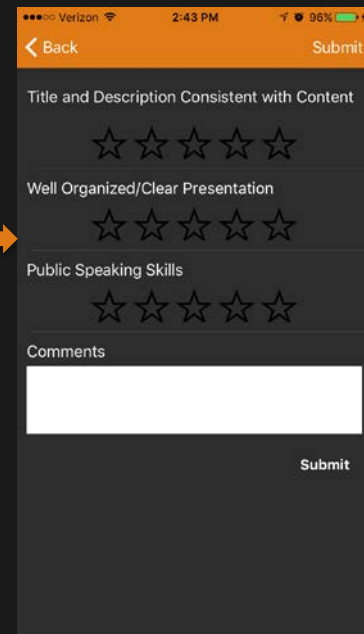 Verizon 2:43 PM 96%
Back Submit
Title and Description Consistent with Content
Well Organized/Clear Presentation
Public Speaking Skills
Comments
Submit